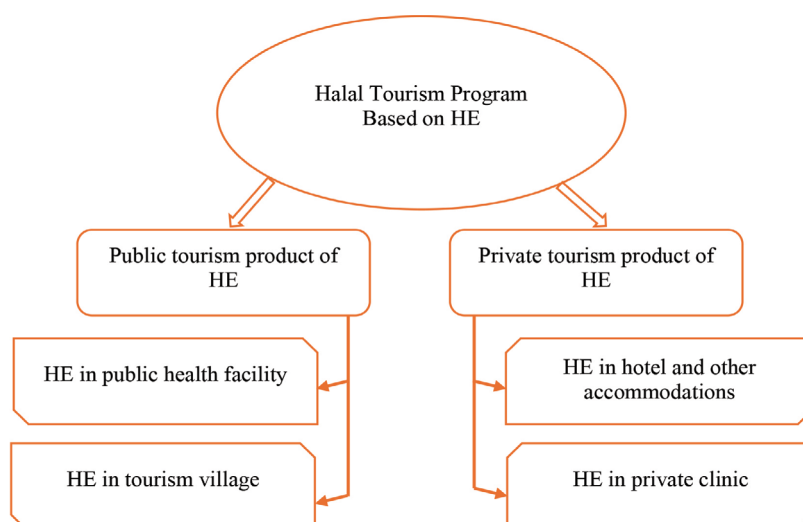 Halal Tourism Program
Based on HE
Public tourism product of
HE
Private tourism product of
HE
HE in public health facility
HE in hotel and other
accommodations
HE in tourism village
HE in private clinic